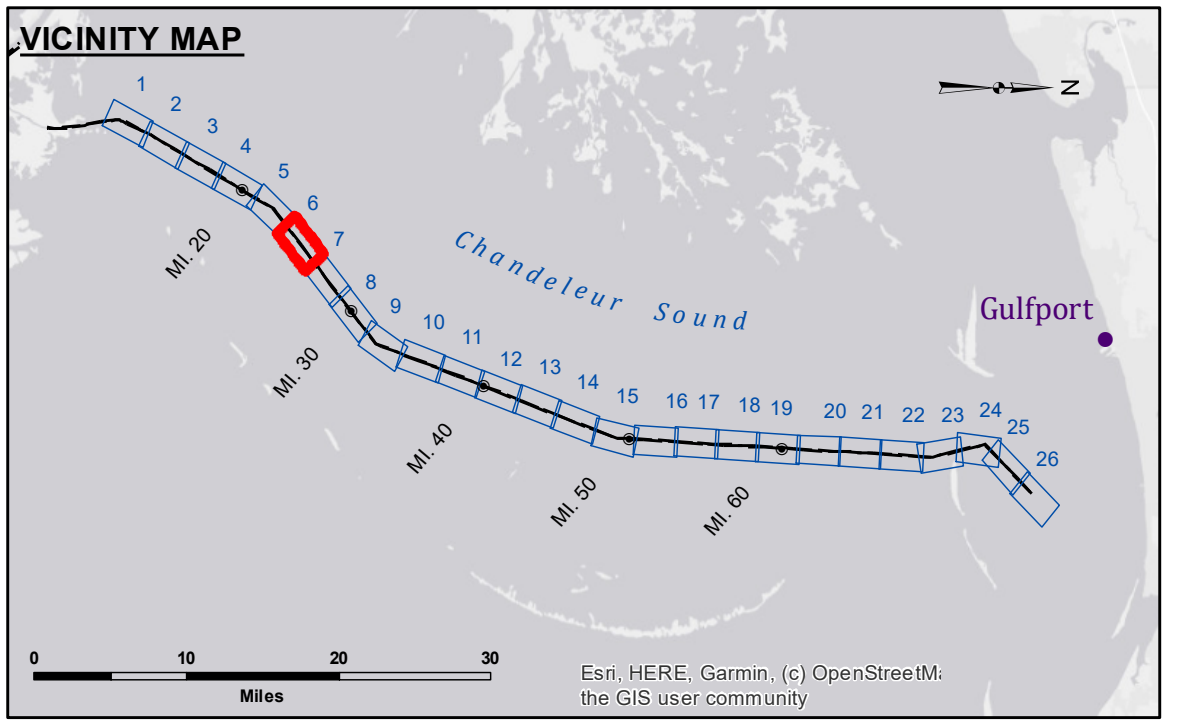 VICINITY MAP
N
1
2
3
4
5
6
7
8
9
10
11
12
13
14
15
16
17
18
19
20
21
22
23
24
25
26
MI. 20
MI. 30
MI. 40
MI. 50
MI. 60
Chandeleur Sound
Gulfport
0 10 20 30
Miles
Esri, HERE, Garmin, (c) OpenStreetMa
the GIS user community